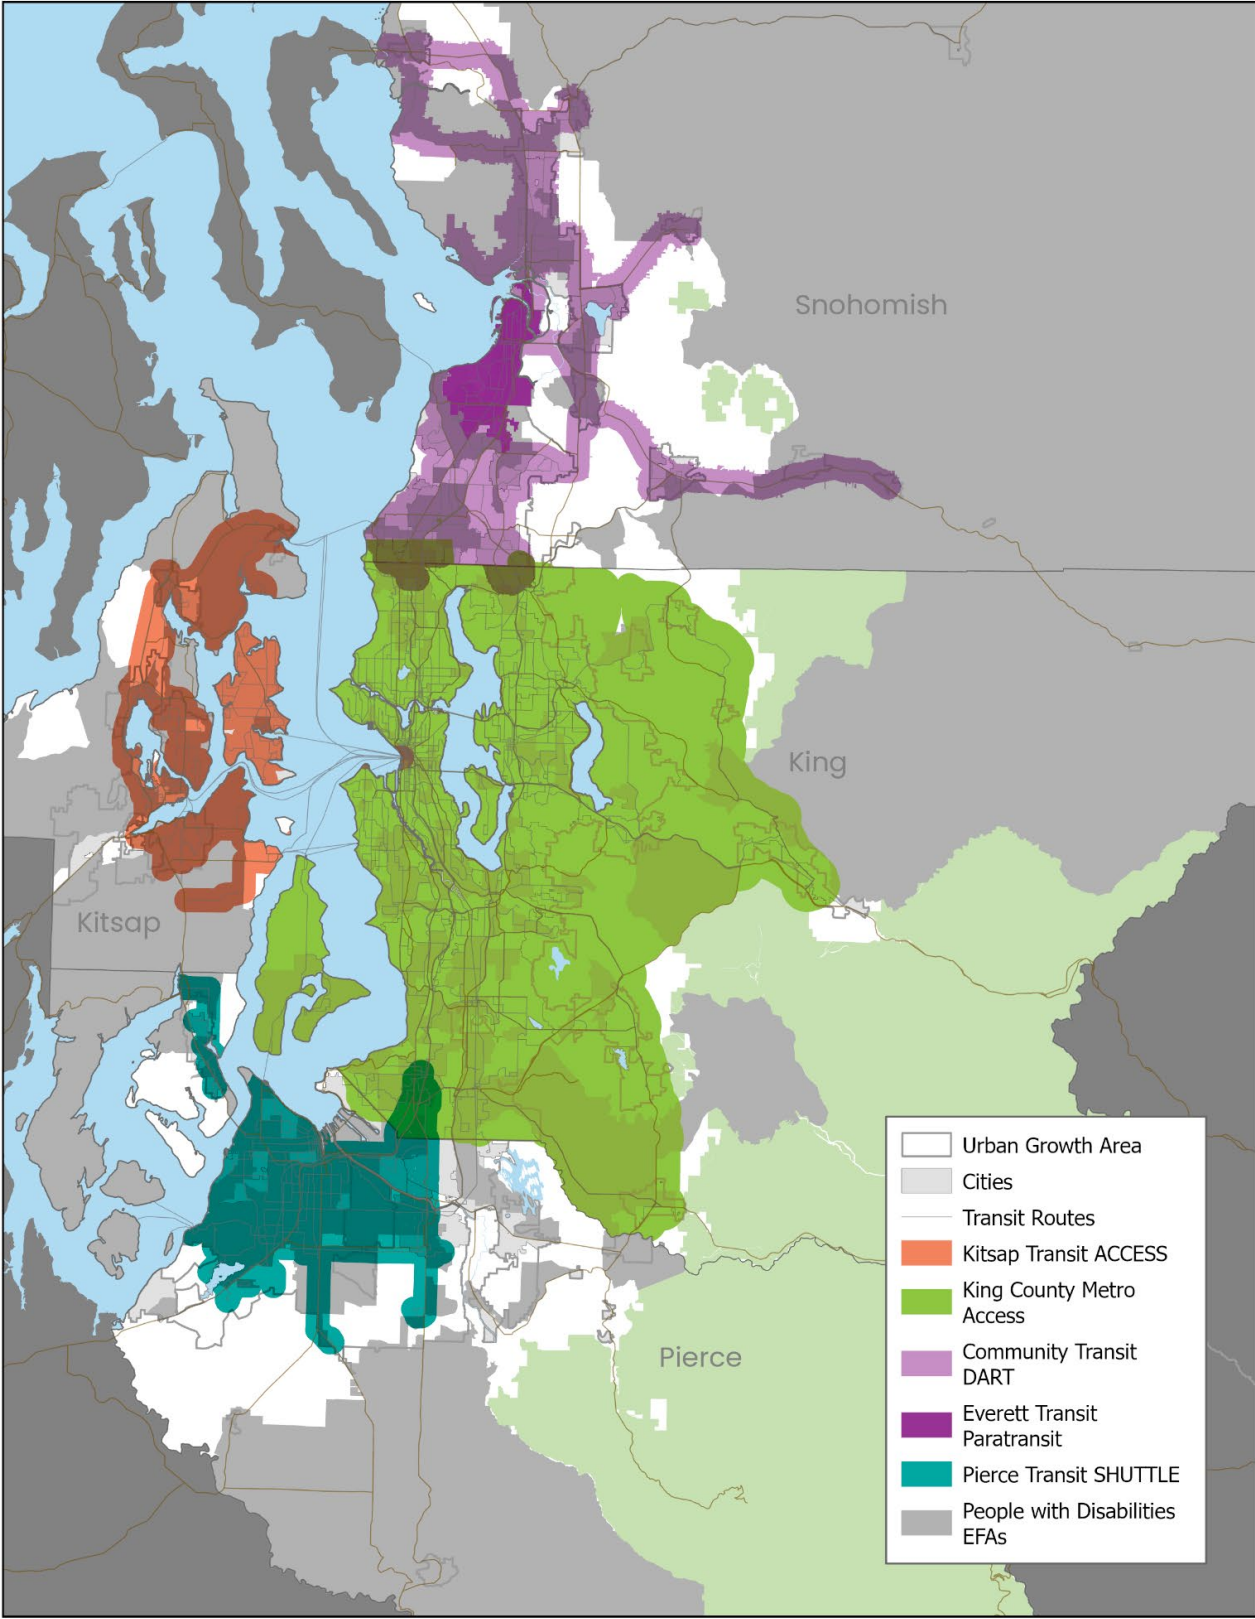 Snohomish
King
Kitsap
Pierce
Urban Growth Area
Cities
Transit Routes
Kitsap Transit ACCESS
King County Metro
Access
Community Transit
DART
Everett Transit
Paratransit
Pierce Transit SHUTTLE
People with Disabilities
EFAs